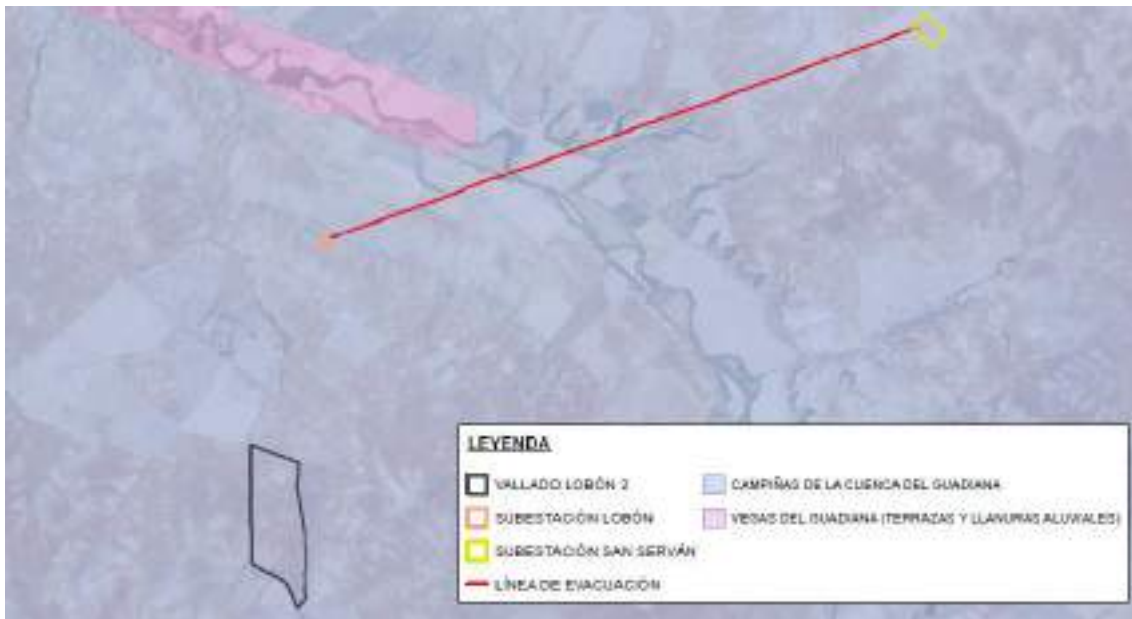 LEYENDA
VALLADO LOBÓN 2
SUBESTACIÓN LOBÓN
SUBESTACIÓN SAN SERVÁN
LÍNEA DE EVACUACIÓN
CAMPIÑAS DE LA CUENCA DEL GUADIANA
VEGAS DEL GUADIANA (TERRAZAS Y LLANURAS ALUVIALES)